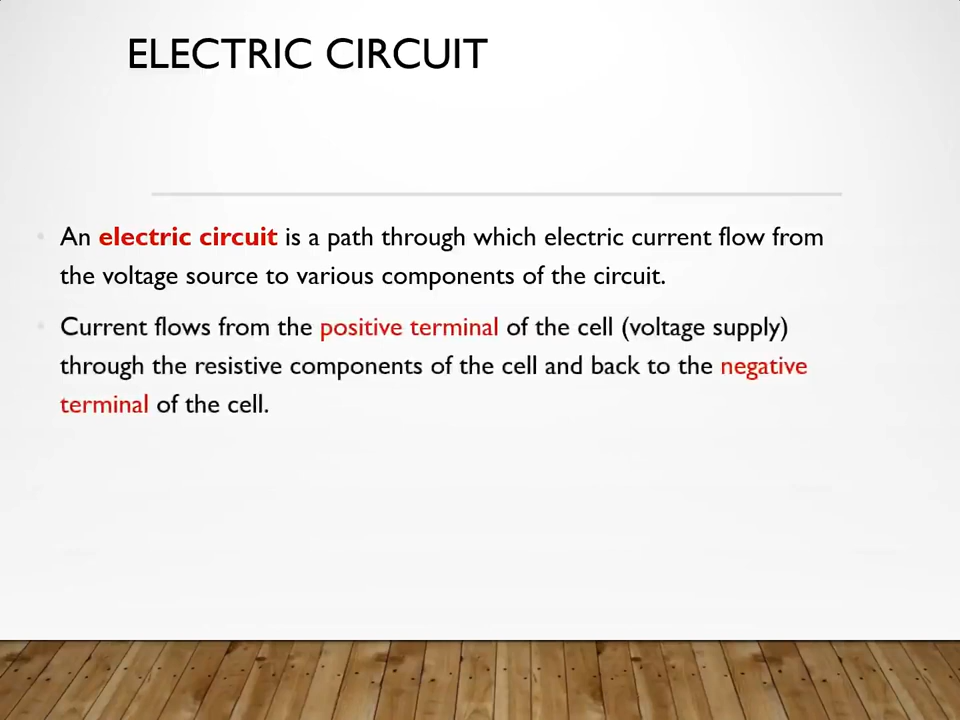 ELECTRIC CIRCUIT
• An electric circuit is a path through which electric current flow from
the voltage source to various components of the circuit.
• Current flows from the positive terminal of the cell (voltage supply)
through the resistive components of the cell and back to the negative
terminal of the cell.